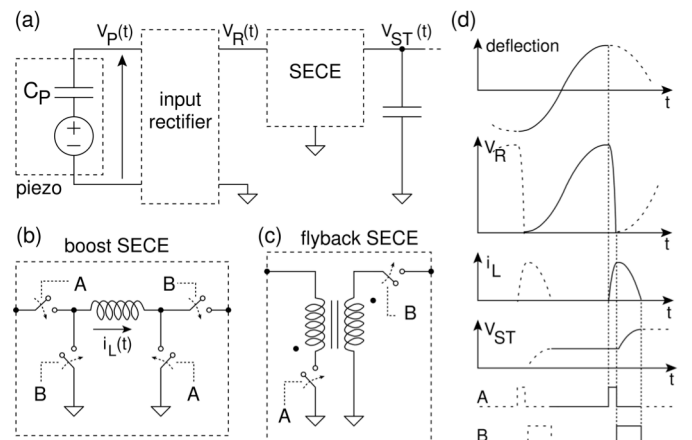 (a)
V_P(t)
V_R(t)
V_ST(t)
C_P
input
rectifier
SECE
piezo
(b)
boost SECE
A
B
i_L(t)
B
A
(c)
flyback SECE
B
A
(d)
deflection
t
V_R
t
i_L
t
V_ST
t
A
B